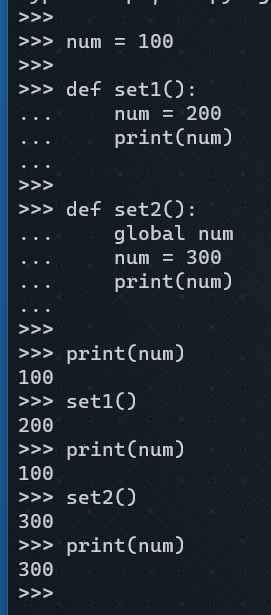 >>>
>>> num = 100
>>>
>>> def set1():
...     num = 200
...     print(num)
...
>>>
>>> def set2():
...     global num
...     num = 300
...     print(num)
...
>>>
>>> print(num)
100
>>> set1()
200
>>> print(num)
100
>>> set2()
300
>>> print(num)
300
>>>